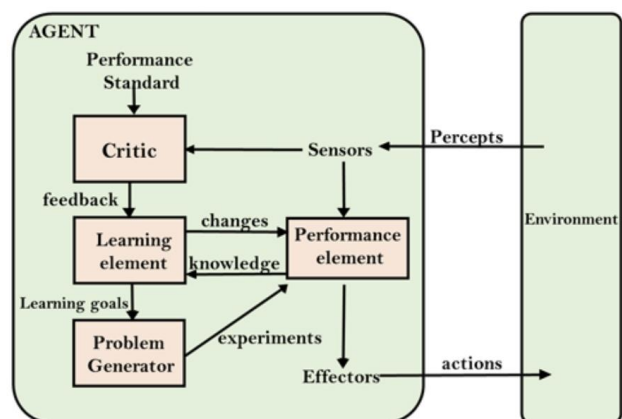 AGENT
Performance
Standard
Critic
Sensors
Percepts
feedback
changes
Learning
element
Performance
element
Environment
knowledge
Learning goals
Problem
Generator
experiments
Effectors
actions